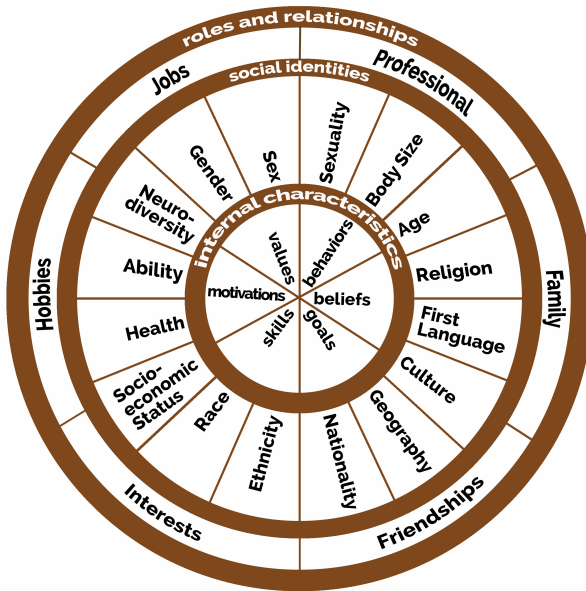 roles and relationships
Jobs
Professional
Family
Friendships
Interests
Hobbies
social identities
Sex
Sexuality
Body Size
Age
Religion
First
Language
Culture
Geography
Nationality
Ethnicity
Race
Socio-
economic
Status
Health
Ability
Neuro-
diversity
Gender
internal characteristics
values
behaviors
beliefs
goals
skills
motivations